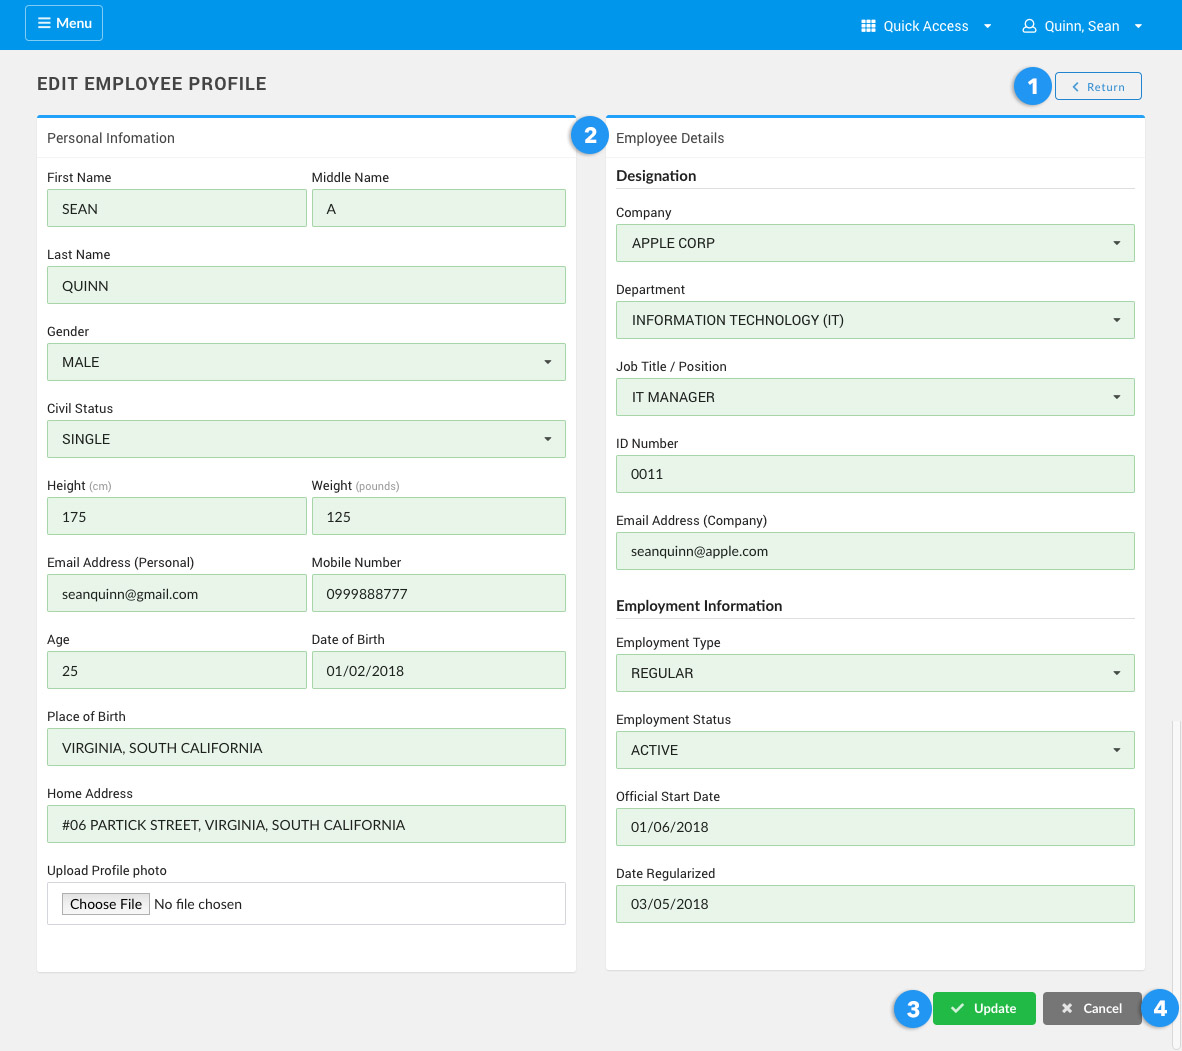 Menu
Quick Access
Quinn, Sean
EDIT EMPLOYEE PROFILE
1
Return
Personal Infomation
First Name
Middle Name
SEAN
A
Last Name
QUINN
Gender
MALE
Civil Status
SINGLE
Height (cm)
Weight (pounds)
175
125
Email Address (Personal)
Mobile Number
seanquinn@gmail.com
0999888777
Age
Date of Birth
25
01/02/2018
Place of Birth
VIRGINIA, SOUTH CALIFORNIA
Home Address
#06 PARTICK STREET, VIRGINIA, SOUTH CALIFORNIA
Upload Profile photo
Choose File No file chosen
2
Employee Details
Designation
Company
APPLE CORP
Department
INFORMATION TECHNOLOGY (IT)
Job Title / Position
IT MANAGER
ID Number
0011
Email Address (Company)
seanquinn@apple.com
Employment Information
Employment Type
REGULAR
Employment Status
ACTIVE
Official Start Date
01/06/2018
Date Regularized
03/05/2018
3
Update
Cancel
4